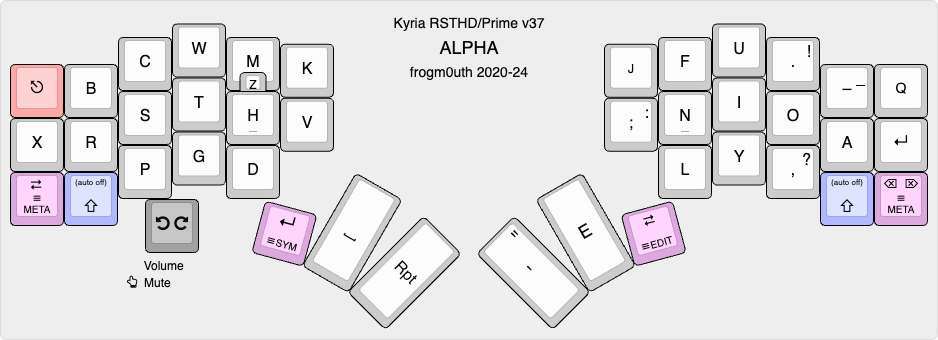 Kyria RSTHD/Prime v37
ALPHA
frogm0uth 2020-24
B C W M K
Z
X R S T H V
P G D
META
(auto off)
Volume
Mute
≡SYM
Rpt
J F U . ! – — Q
; : N I O A
L Y , ?
" '
E
≡EDIT
(auto off)
META